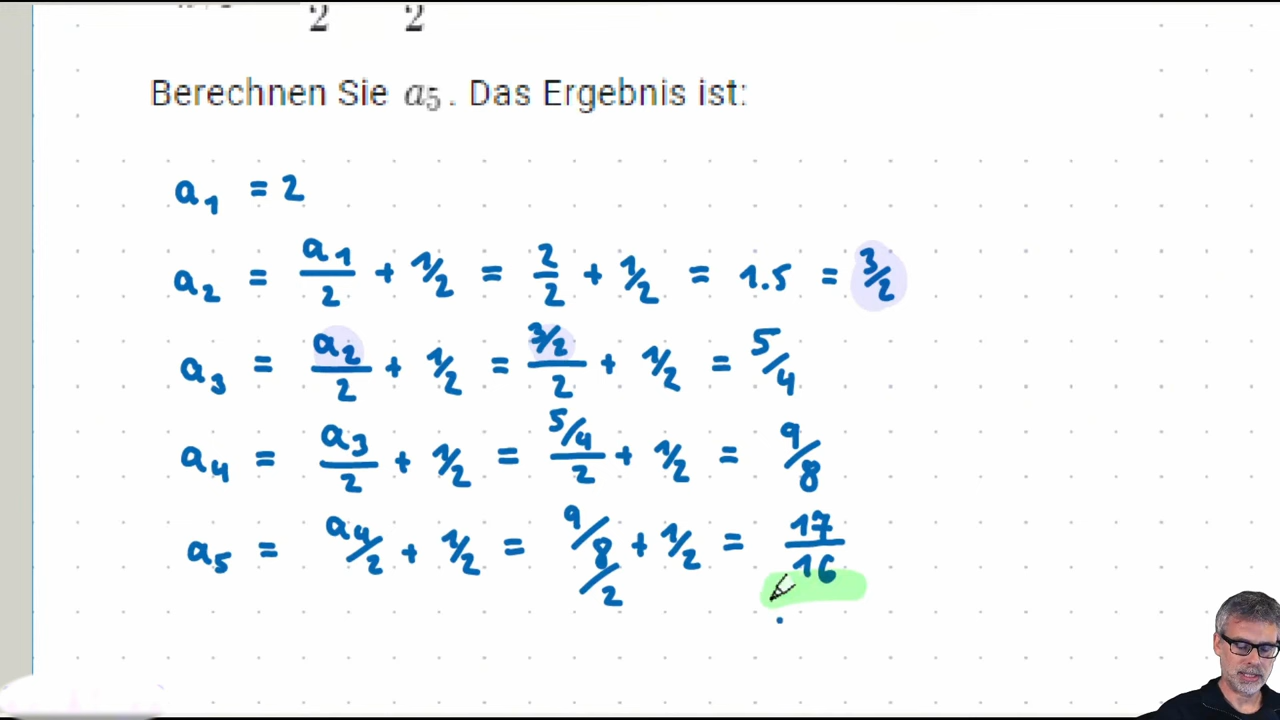 2 2
Berechnen Sie a₅. Das Ergebnis ist:
a₁ = 2
a₂ = a₁/2 + 1/2 = 2/2 + 1/2 = 1.5 = 3/2
a₃ = a₂/2 + 1/2 = 3/2/2 + 1/2 = 5/4
a₄ = a₃/2 + 1/2 = 5/4/2 + 1/2 = 9/8
a₅ = a₄/2 + 1/2 = 9/8/2 + 1/2 = 17/16